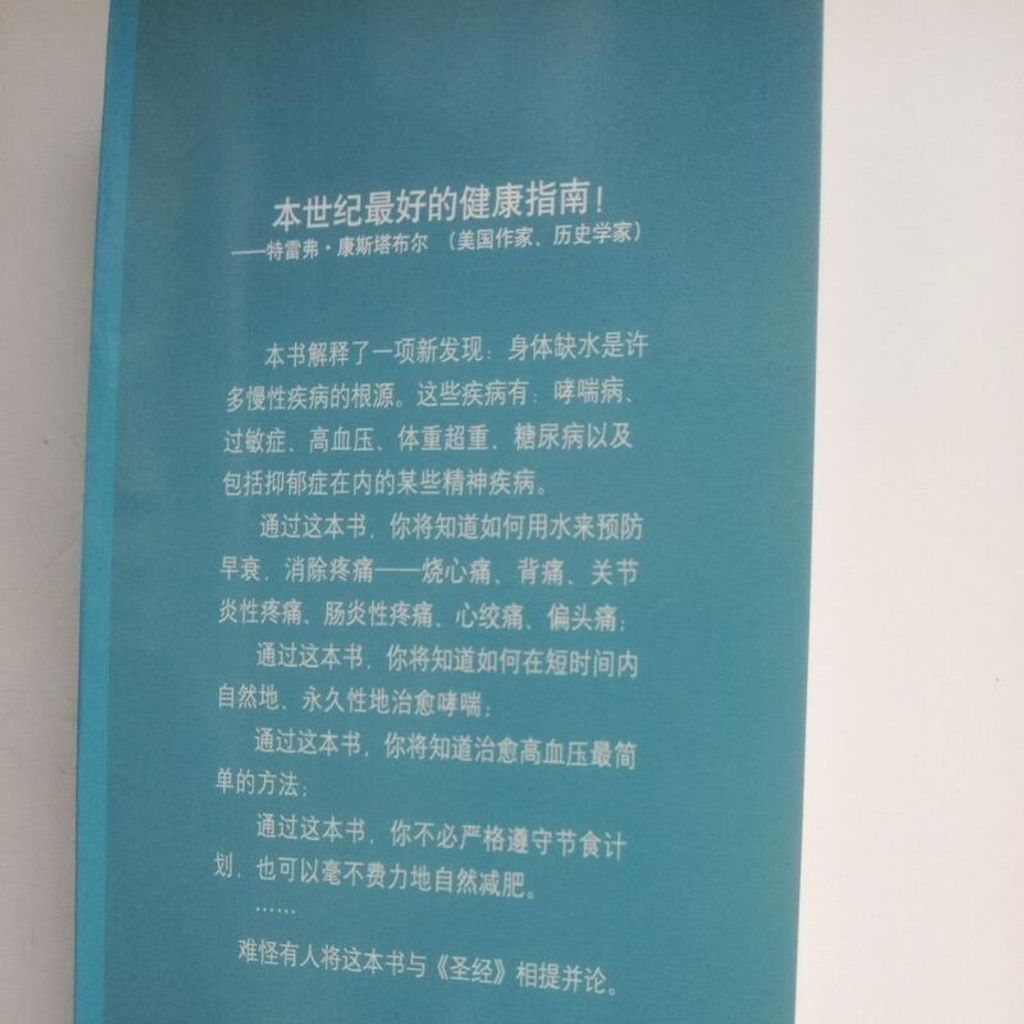 本世纪最好的健康指南！
——特雷弗·康斯塔布尔 （美国作家、历史学家）
本书解释了一项新发现：身体缺水是许
多慢性疾病的根源。这些疾病有：哮喘病、
过敏症、高血压、体重超重、糖尿病以及
包括抑郁症在内的某些精神疾病。
通过这本书，你将知道如何用水来预防
早衰，消除疼痛——烧心痛、背痛、关节
炎性疼痛、肠炎性疼痛、心绞痛、偏头痛；
通过这本书，你将知道如何在短时间内
自然地、永久性地治愈哮喘；
通过这本书，你将知道治愈高血压最简
单的方法；
通过这本书，你不必严格遵守节食计
划，也可以毫不费力地自然减肥。
……
难怪有人将这本书与《圣经》相提并论。